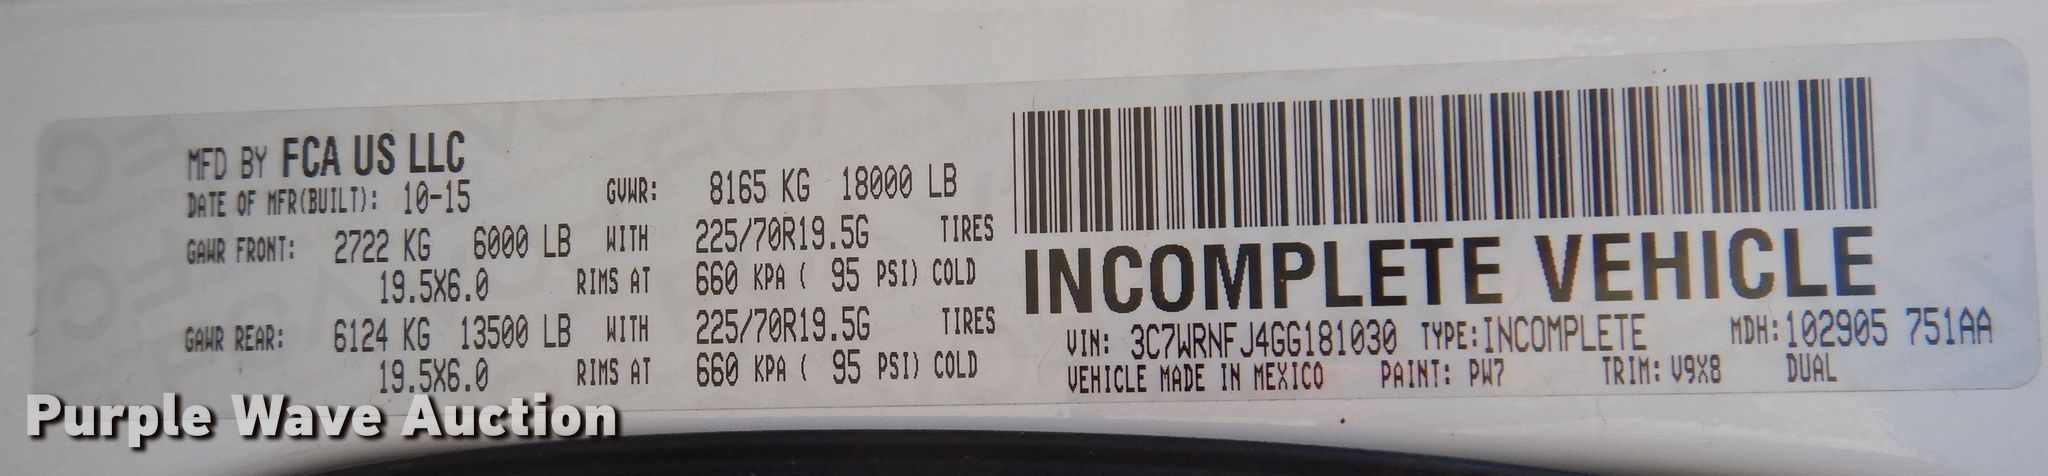 MFD BY FCA US LLC
DATE OF MFR(BUILT): 10-15 GVWR: 8165 KG 18000 LB
GAWR FRONT: 2722 KG 6000 LB WITH 225/70R19.5G TIRES
19.5X6.0 RIMS AT 660 KPA ( 95 PSI) COLD
GAWR REAR: 6124 KG 13500 LB WITH 225/70R19.5G TIRES
19.5X6.0 RIMS AT 660 KPA ( 95 PSI) COLD
INCOMPLETE VEHICLE
VIN: 3C7WRNFJ4GG181030 TYPE:INCOMPLETE MDH:102905 751AA
VEHICLE MADE IN MEXICO PAINT: PW7 TRIM: V9X8 DUAL
Purple Wave Auction